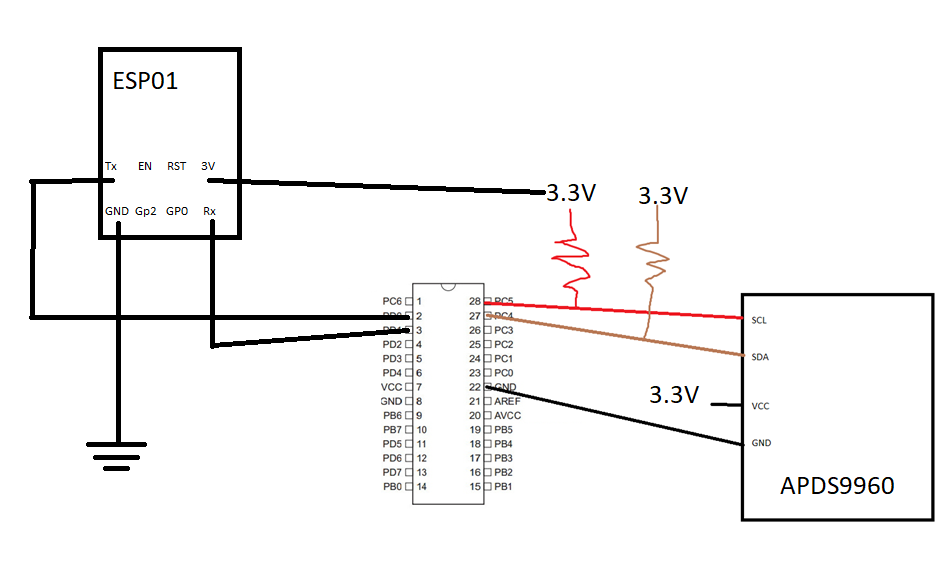 ESP01
Tx EN RST 3V
GND Gp2 GP0 Rx
3.3V
3.3V
PC6 1 28 PC5
PD0 2 27 PC4
PD1 3 26 PC3
PD2 4 25 PC2
PD3 5 24 PC1
PD4 6 23 PC0
VCC 7 22 GND
GND 8 21 AREF
PB6 9 20 AVCC
PB7 10 19 PB5
PD5 11 18 PB4
PD6 12 17 PB3
PD7 13 16 PB2
PB0 14 15 PB1
SCL
SDA
3.3V
VCC
GND
APDS9960